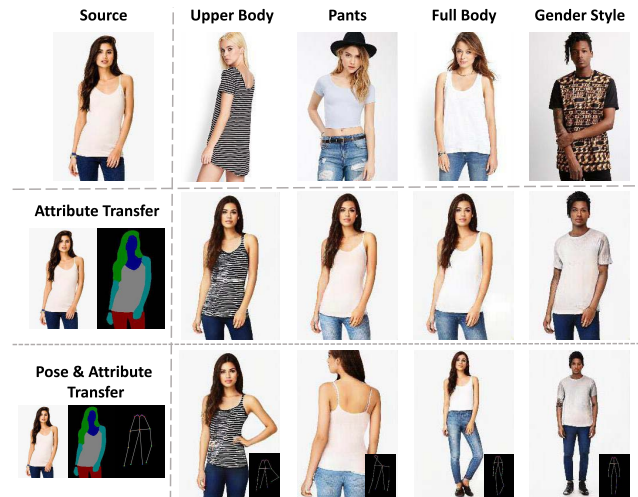 Source
Upper Body
Pants
Full Body
Gender Style
Attribute Transfer
Pose & Attribute
Transfer